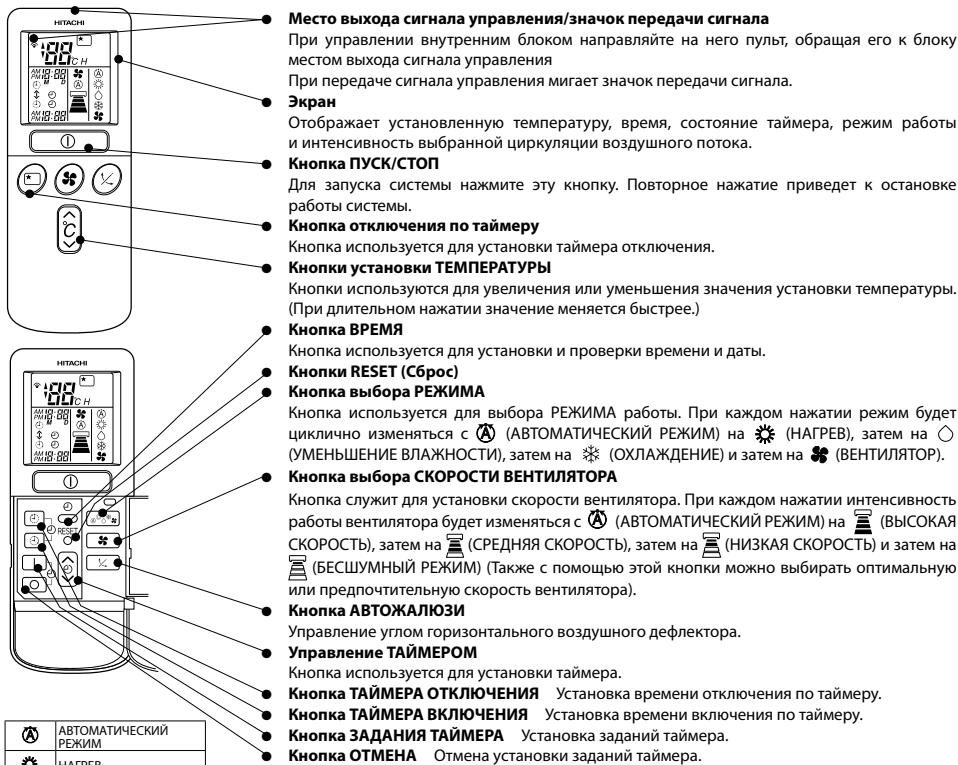 HITACHI
Место выхода сигнала управления/значок передачи сигнала
При управлении внутренним блоком направляйте на него пульт, обращая его к блоку
местом выхода сигнала управления
При передаче сигнала управления мигает значок передачи сигнала.
Экран
Отображает установленную температуру, время, состояние таймера, режим работы
и интенсивность выбранной циркуляции воздушного потока.
Кнопка ПУСК/СТОП
Для запуска системы нажмите эту кнопку. Повторное нажатие приведет к остановке
работы системы.
Кнопка отключения по таймеру
Кнопка используется для установки таймера отключения.
Кнопки установки ТЕМПЕРАТУРЫ
Кнопки используются для увеличения или уменьшения значения установки температуры.
(При длительном нажатии значение меняется быстрее.)
Кнопка ВРЕМЯ
Кнопка используется для установки и проверки времени и даты.
Кнопки RESET (Сброс)
Кнопка выбора РЕЖИМА
Кнопка используется для выбора РЕЖИМА работы. При каждом нажатии режим будет
циклично изменяться с (АВТОМАТИЧЕСКИЙ РЕЖИМ) на (НАГРЕВ), затем на
(УМЕНЬШЕНИЕ ВЛАЖНОСТИ), затем на (ОХЛАЖДЕНИЕ) и затем на (ВЕНТИЛЯТОР).
Кнопка выбора СКОРОСТИ ВЕНТИЛЯТОРА
Кнопка служит для установки скорости вентилятора. При каждом нажатии интенсивность
работы вентилятора будет изменяться с (АВТОМАТИЧЕСКИЙ РЕЖИМ) на (ВЫСОКАЯ
СКОРОСТЬ), затем на (СРЕДНЯЯ СКОРОСТЬ), затем на (НИЗКАЯ СКОРОСТЬ) и затем на
(БЕСШУМНЫЙ РЕЖИМ) (Также с помощью этой кнопки можно выбирать оптимальную
или предпочтительную скорость вентилятора).
Кнопка АВТОЖАЛЮЗИ
Управление углом горизонтального воздушного дефлектора.
Управление ТАЙМЕРОМ
Кнопка используется для установки таймера.
Кнопка ТАЙМЕРА ОТКЛЮЧЕНИЯ Установка времени отключения по таймеру.
Кнопка ТАЙМЕРА ВКЛЮЧЕНИЯ Установка времени включения по таймеру.
Кнопка ЗАДАНИЯ ТАЙМЕРА Установка заданий таймера.
Кнопка ОТМЕНА Отмена установки заданий таймера.
°C
HITACHI
RESET
АВТОМАТИЧЕСКИЙ
РЕЖИМ
НАГРЕВ